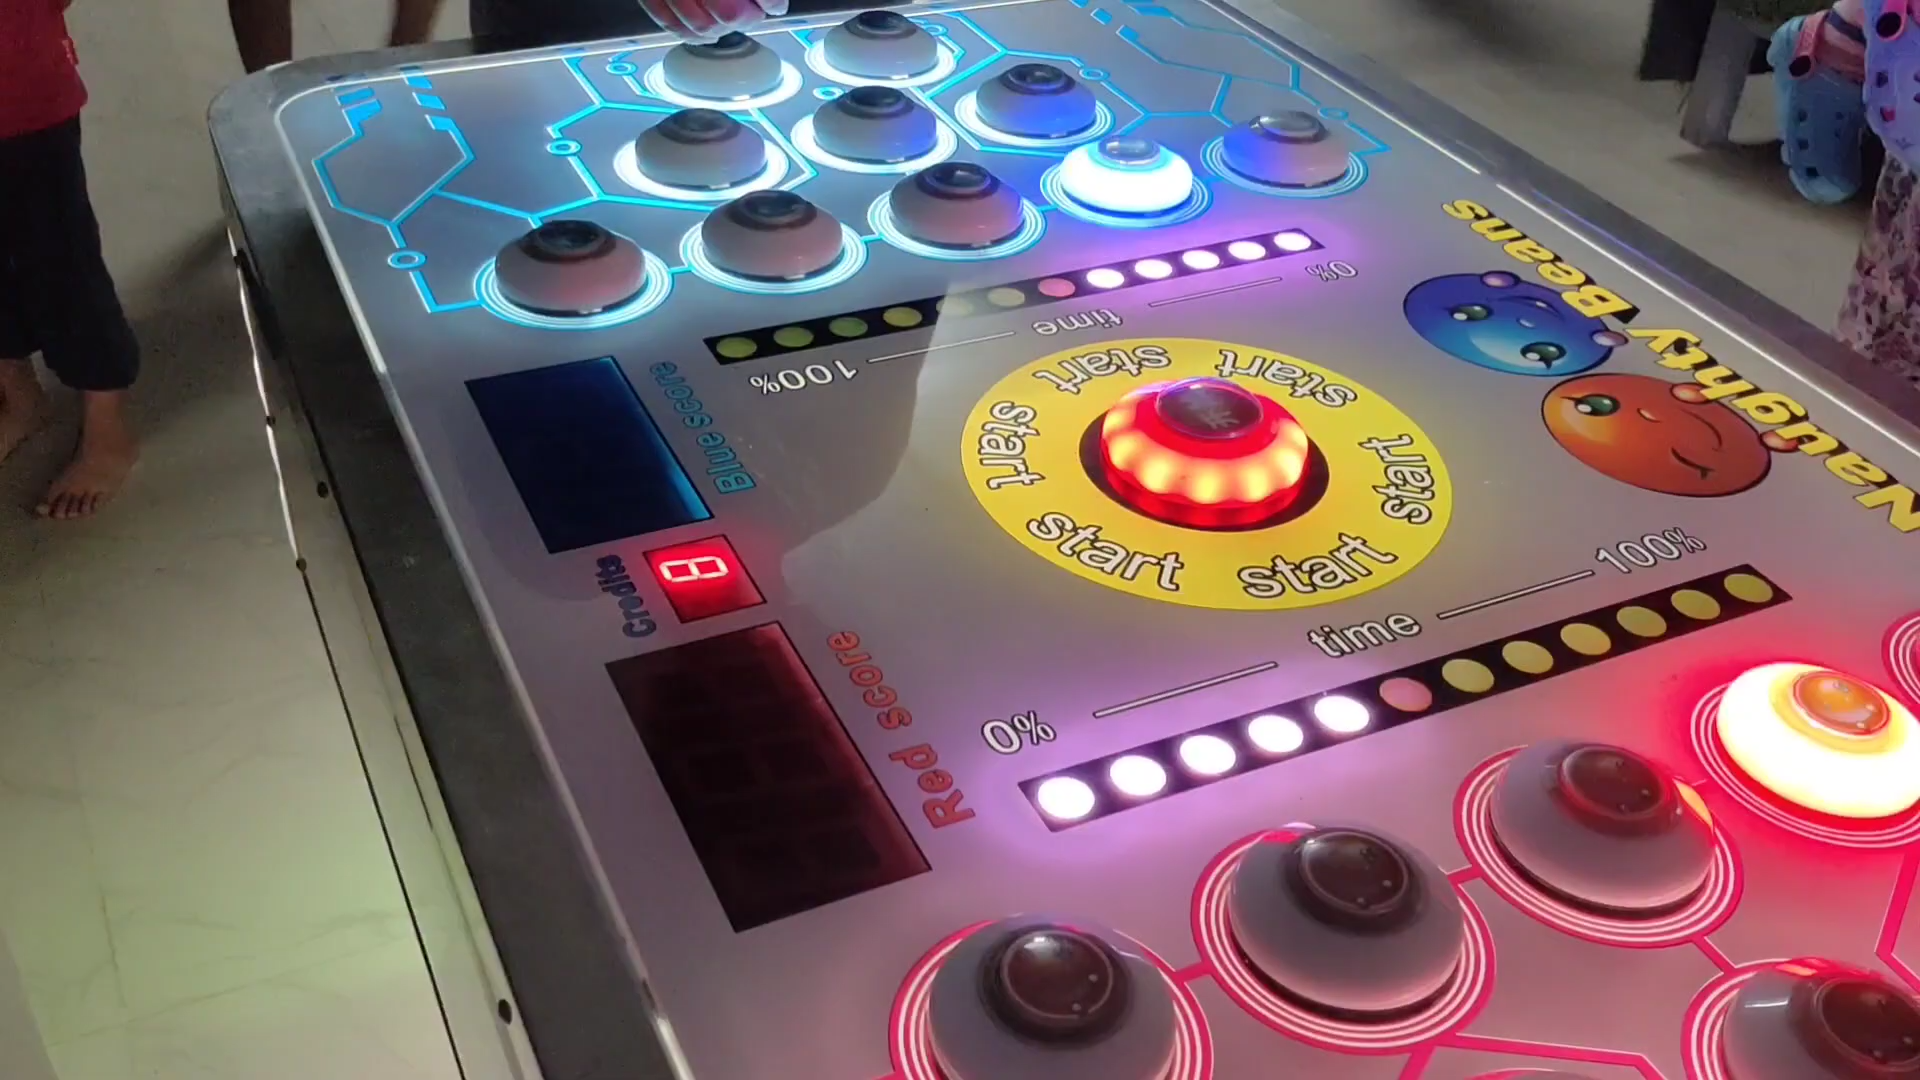 0%
time
100%
Naughty Beans
start
start
start
start
start
start
Blue score
Credits
8
Red score
time
100%
0%